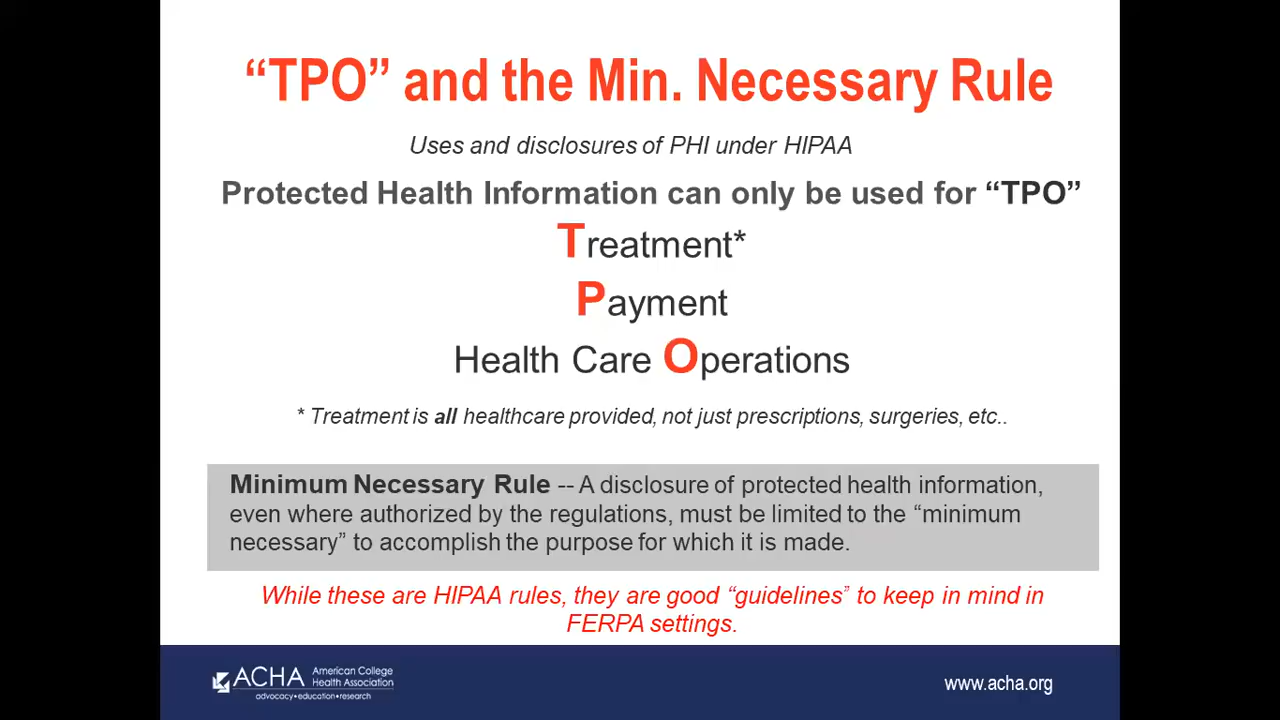 “TPO” and the Min. Necessary Rule
Uses and disclosures of PHI under HIPAA
Protected Health Information can only be used for “TPO”
Treatment*
Payment
Health Care Operations
* Treatment is all healthcare provided, not just prescriptions, surgeries, etc..
Minimum Necessary Rule -- A disclosure of protected health information,
even where authorized by the regulations, must be limited to the “minimum
necessary” to accomplish the purpose for which it is made.
While these are HIPAA rules, they are good “guidelines” to keep in mind in
FERPA settings.
ACHA American College
Health Association
advocacy•education•research
www.acha.org